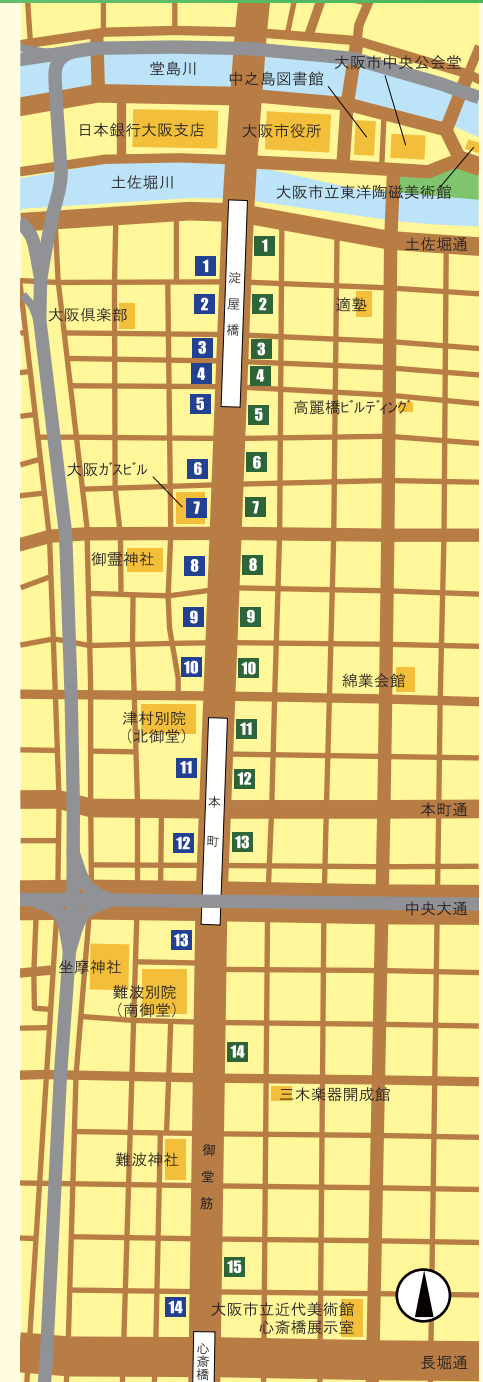 堂島川
大阪市中央公会堂
中之島図書館
日本銀行大阪支店
大阪市役所
土佐堀川
大阪市立東洋陶磁美術館
土佐堀通
1
1
淀屋橋
2
2
大阪倶楽部
適塾
3
3
4
4
5
5
高麗橋ビルディング
6
6
大阪ガスビル
7
7
御霊神社
8
8
9
9
10
10
綿業会館
津村別院
（北御堂）
11
11
12
本町
本町通
12
13
中央大通
13
坐摩神社
難波別院
（南御堂）
14
三木楽器開成館
難波神社
御堂筋
15
14
大阪市立近代美術館
心斎橋展示室
心斎橋
長堀通